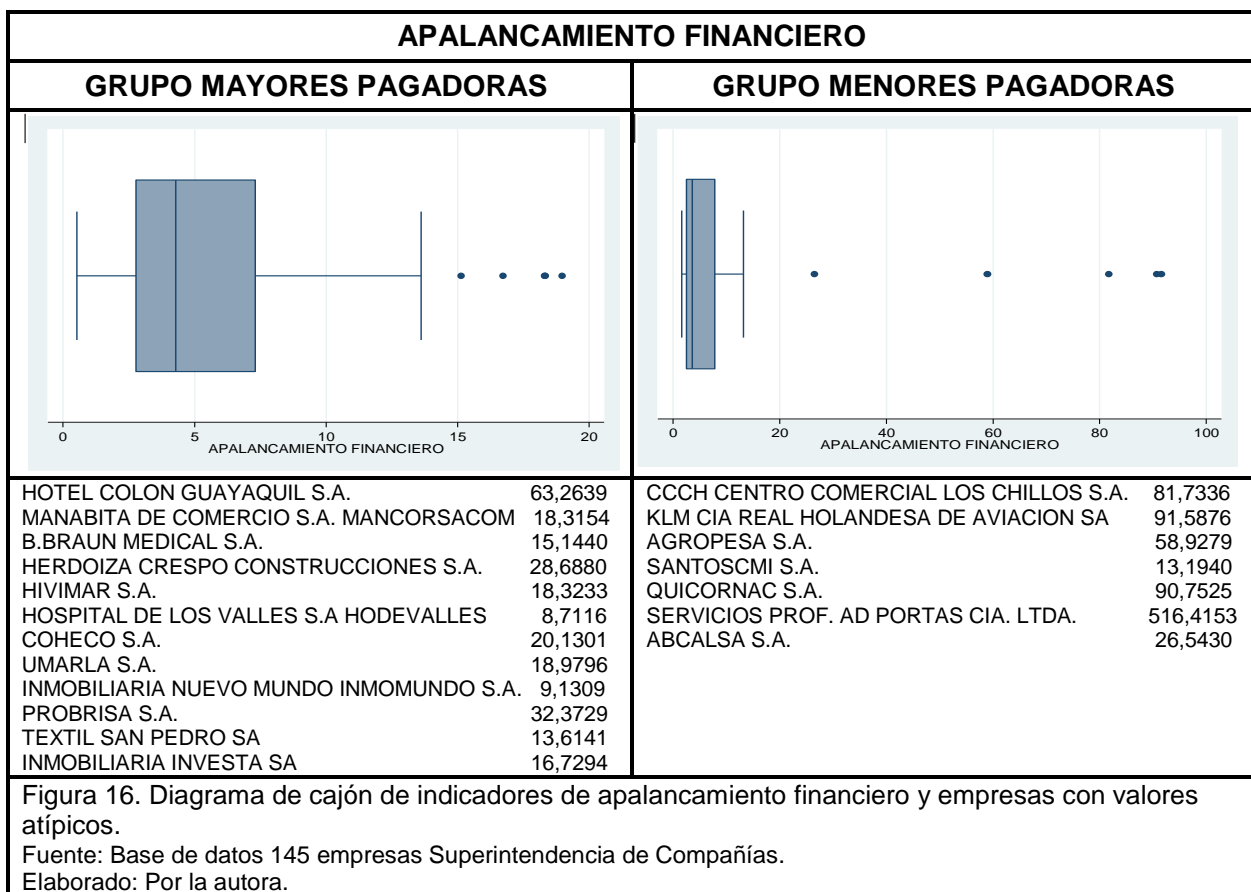 APALANCAMIENTO FINANCIERO
GRUPO MAYORES PAGADORAS
GRUPO MENORES PAGADORAS
0 5 10 15 20
APALANCAMIENTO FINANCIERO
0 20 40 60 80 100
APALANCAMIENTO FINANCIERO
HOTEL COLON GUAYAQUIL S.A. 63,2639
MANABITA DE COMERCIO S.A. MANCORSACOM 18,3154
B.BRAUN MEDICAL S.A. 15,1440
HERDOIZA CRESPO CONSTRUCCIONES S.A. 28,6880
HIVIMAR S.A. 18,3233
HOSPITAL DE LOS VALLES S.A HODEVALLES 8,7116
COHECO S.A. 20,1301
UMARLA S.A. 18,9796
INMOBILIARIA NUEVO MUNDO INMOMUNDO S.A. 9,1309
PROBRISA S.A. 32,3729
TEXTIL SAN PEDRO SA 13,6141
INMOBILIARIA INVESTA SA 16,7294
CCCH CENTRO COMERCIAL LOS CHILLOS S.A. 81,7336
KLM CIA REAL HOLANDESA DE AVIACION SA 91,5876
AGROPESA S.A. 58,9279
SANTOSCMI S.A. 13,1940
QUICORNAC S.A. 90,7525
SERVICIOS PROF. AD PORTAS CIA. LTDA. 516,4153
ABCALSA S.A. 26,5430
Figura 16. Diagrama de cajón de indicadores de apalancamiento financiero y empresas con valores
atípicos.
Fuente: Base de datos 145 empresas Superintendencia de Compañías.
Elaborado: Por la autora.